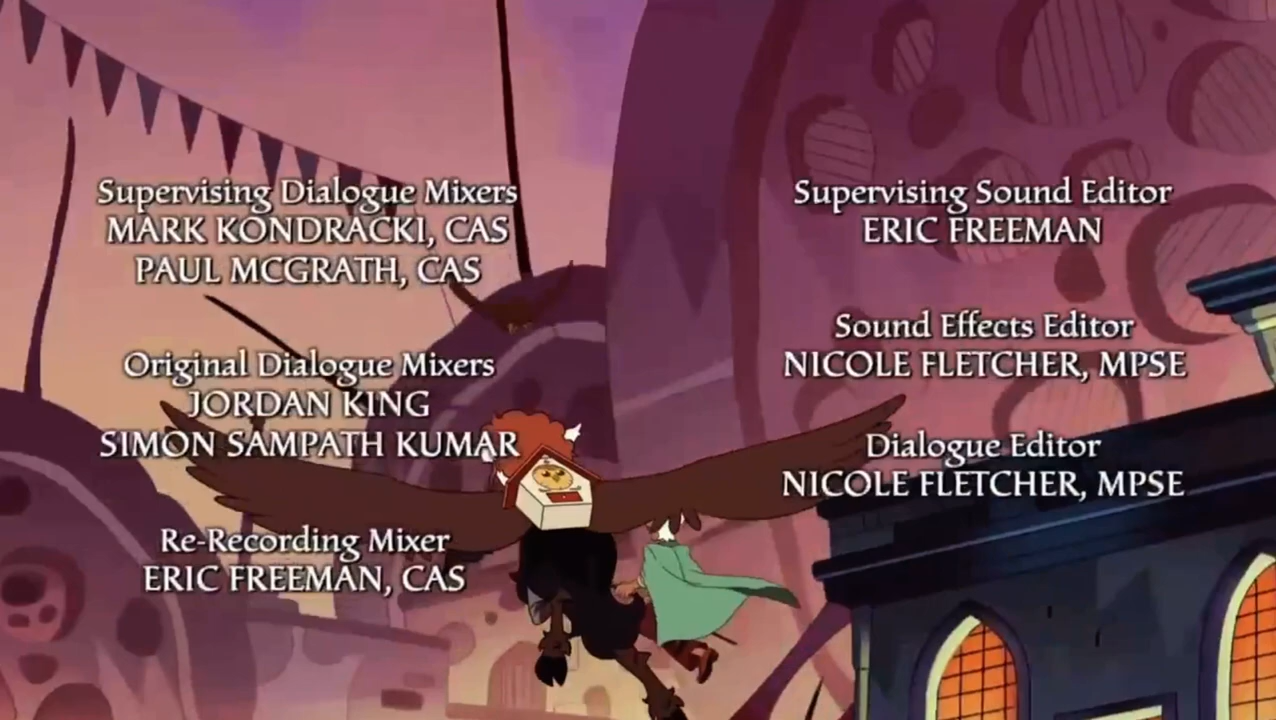 Supervising Dialogue Mixers
MARK KONDRACKI, CAS
PAUL MCGRATH, CAS
Original Dialogue Mixers
JORDAN KING
SIMON SAMPATH KUMAR
Re-Recording Mixer
ERIC FREEMAN, CAS
Supervising Sound Editor
ERIC FREEMAN
Sound Effects Editor
NICOLE FLETCHER, MPSE
Dialogue Editor
NICOLE FLETCHER, MPSE